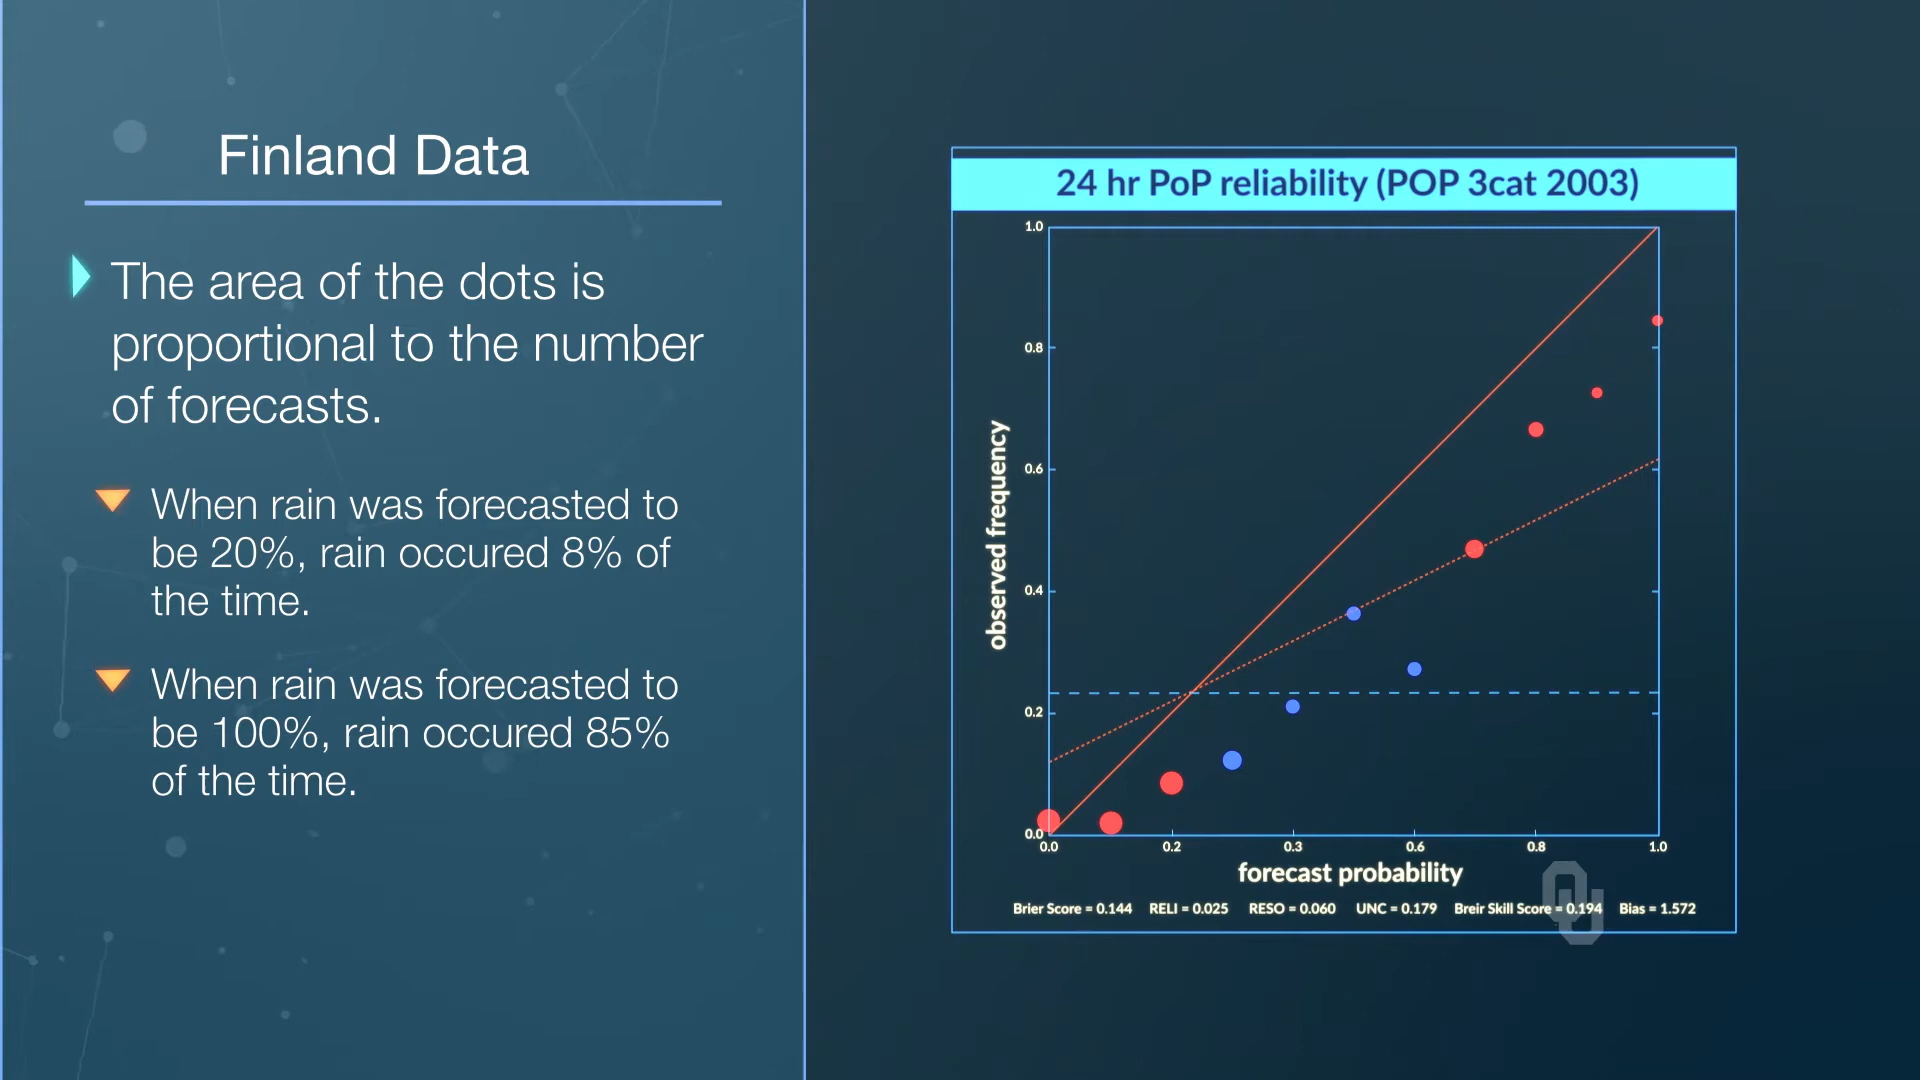 Finland Data
The area of the dots is
proportional to the number
of forecasts.
When rain was forecasted to
be 20%, rain occured 8% of
the time.
When rain was forecasted to
be 100%, rain occured 85%
of the time.
24 hr PoP reliability (POP 3cat 2003)
1.0
0.8
0.6
0.4
0.2
0.0
observed frequency
0.0 0.2 0.3 0.6 0.8 1.0
forecast probability
Brier Score = 0.144 RELI = 0.025 RESO = 0.060 UNC = 0.179 Breir Skill Score = 0.194 Bias = 1.572
OU